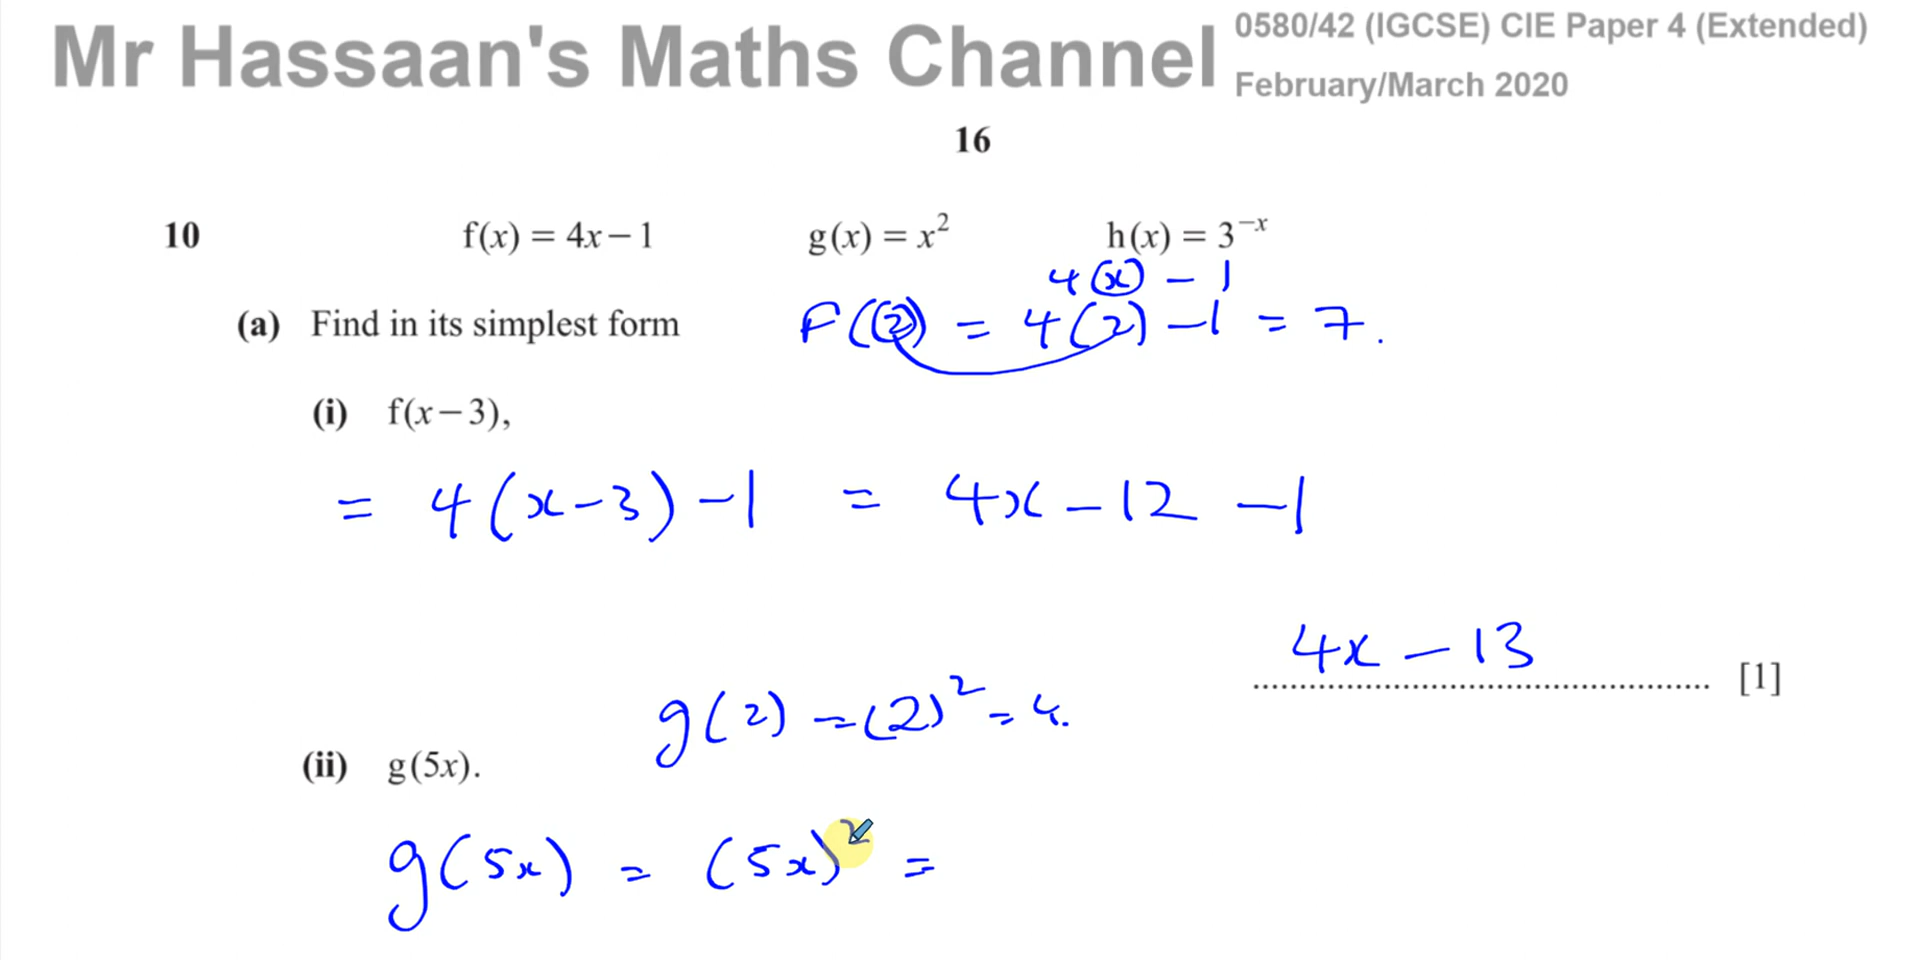 Mr Hassaan's Maths Channel
0580/42 (IGCSE) CIE Paper 4 (Extended)
February/March 2020
16
10 f(x) = 4x − 1 g(x) = x² h(x) = 3⁻ˣ
4(x) − 1
(a) Find in its simplest form
F(2) = 4(2) − 1 = 7.
(i) f(x − 3),
= 4(x − 3) − 1 = 4x − 12 − 1
4x − 13
[1]
g(2) = (2)² = 4.
(ii) g(5x).
g(5x) = (5x)² =